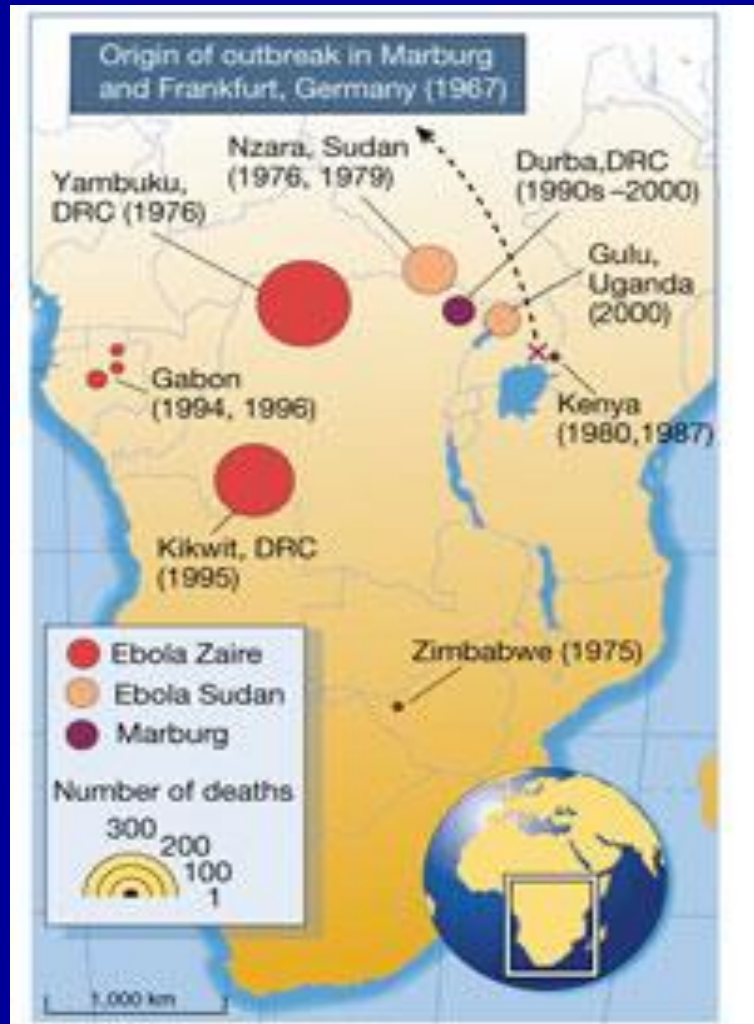 Origin of outbreak in Marburg
and Frankfurt, Germany (1967)
Nzara, Sudan
(1976, 1979)
Durba,DRC
(1990s–2000)
Yambuku,
DRC (1976)
Gulu,
Uganda
(2000)
Gabon
(1994, 1996)
Kenya
(1980,1987)
Kikwit, DRC
(1995)
Zimbabwe (1975)
Ebola Zaire
Ebola Sudan
Marburg
Number of deaths
300
200
100
1
1,000 km